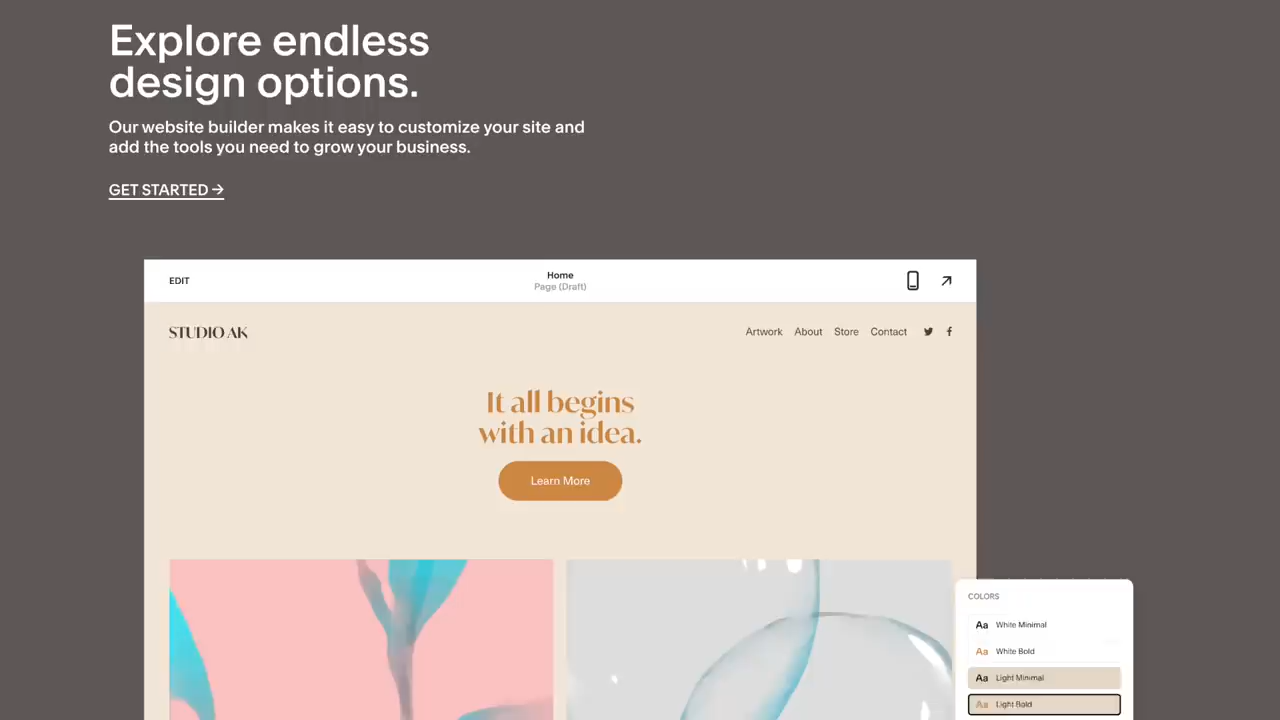 Explore endless
design options.
Our website builder makes it easy to customize your site and
add the tools you need to grow your business.
GET STARTED →
EDIT
Home
Page (Draft)
STUDIO AK
Artwork About Store Contact
It all begins
with an idea.
Learn More
COLORS
Aa White Minimal
Aa White Bold
Aa Light Minimal
Aa Light Bold